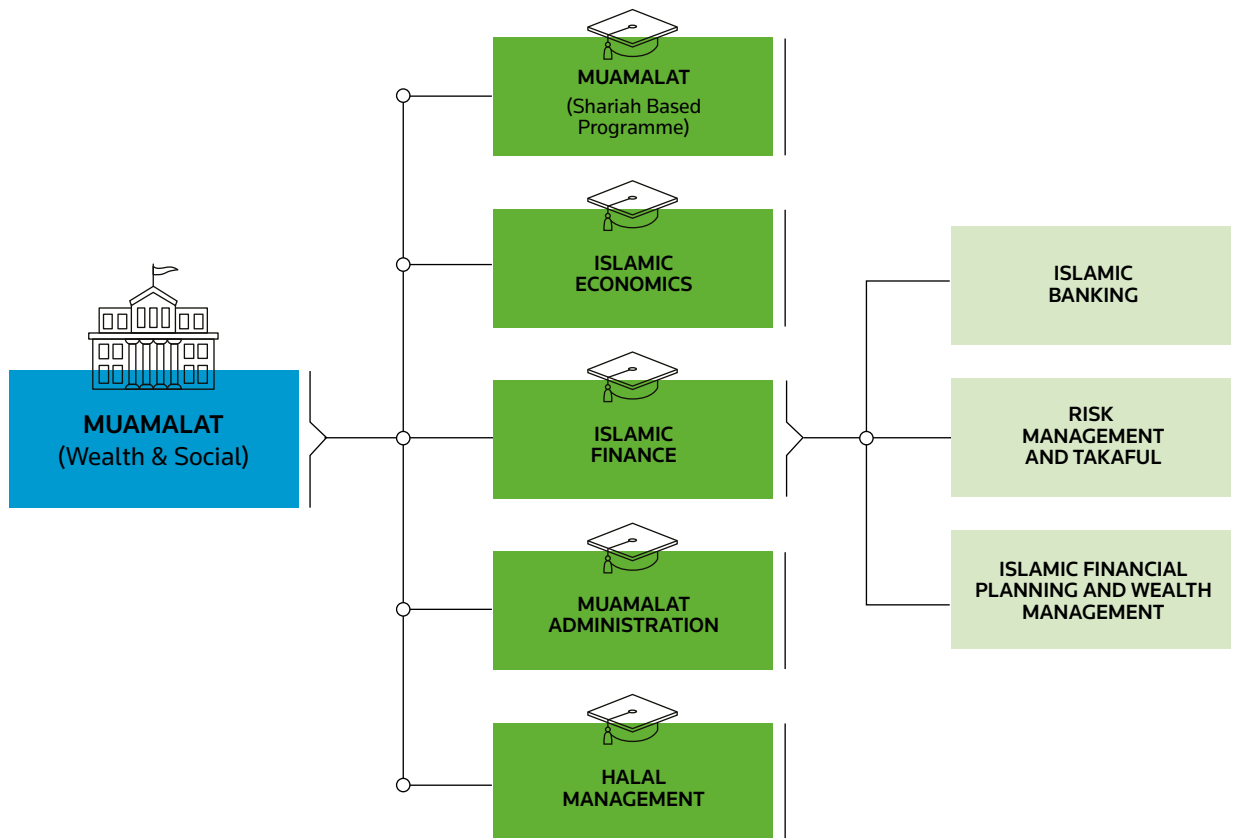 MUAMALAT
(Wealth & Social)
MUAMALAT
(Shariah Based
Programme)
ISLAMIC
ECONOMICS
ISLAMIC
FINANCE
MUAMALAT
ADMINISTRATION
HALAL
MANAGEMENT
ISLAMIC
BANKING
RISK
MANAGEMENT
AND TAKAFUL
ISLAMIC FINANCIAL
PLANNING AND WEALTH
MANAGEMENT